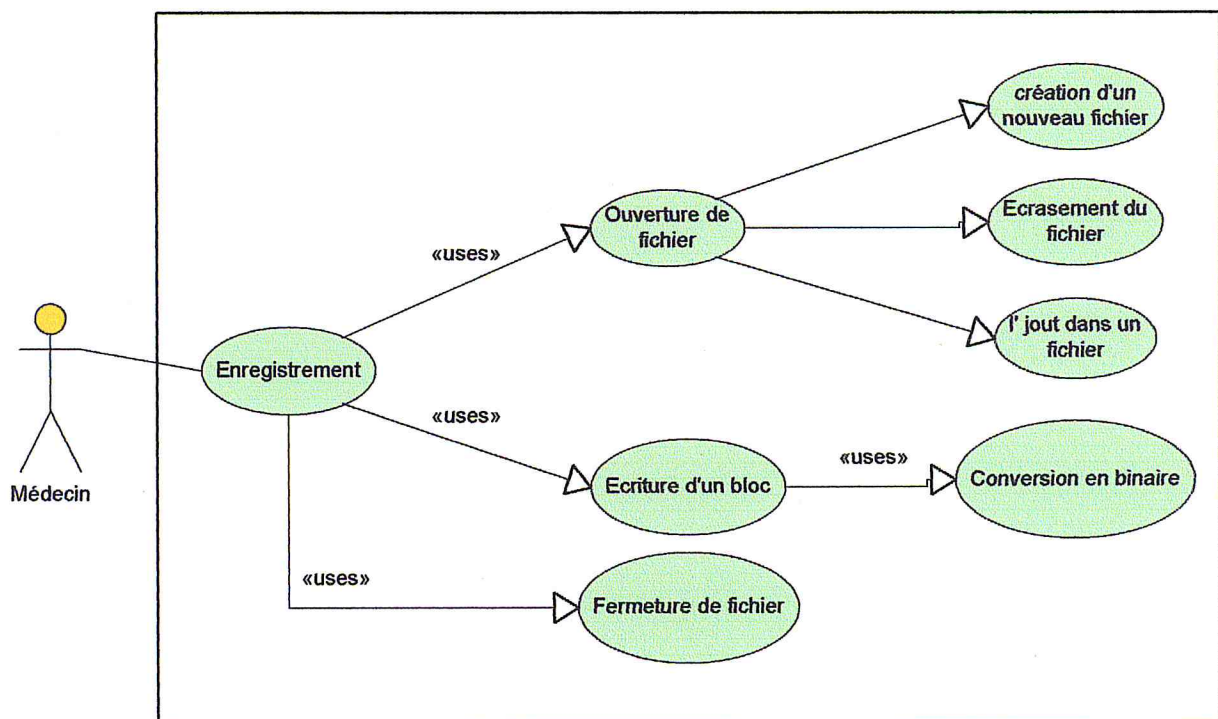 création d'un
nouveau fichier
Ouverture de
fichier
Ecrasement du
fichier
«uses»
l' jout dans un
fichier
Enregistrement
«uses»
«uses»
Médecin
Ecriture d'un bloc
Conversion en binaire
«uses»
Fermeture de fichier